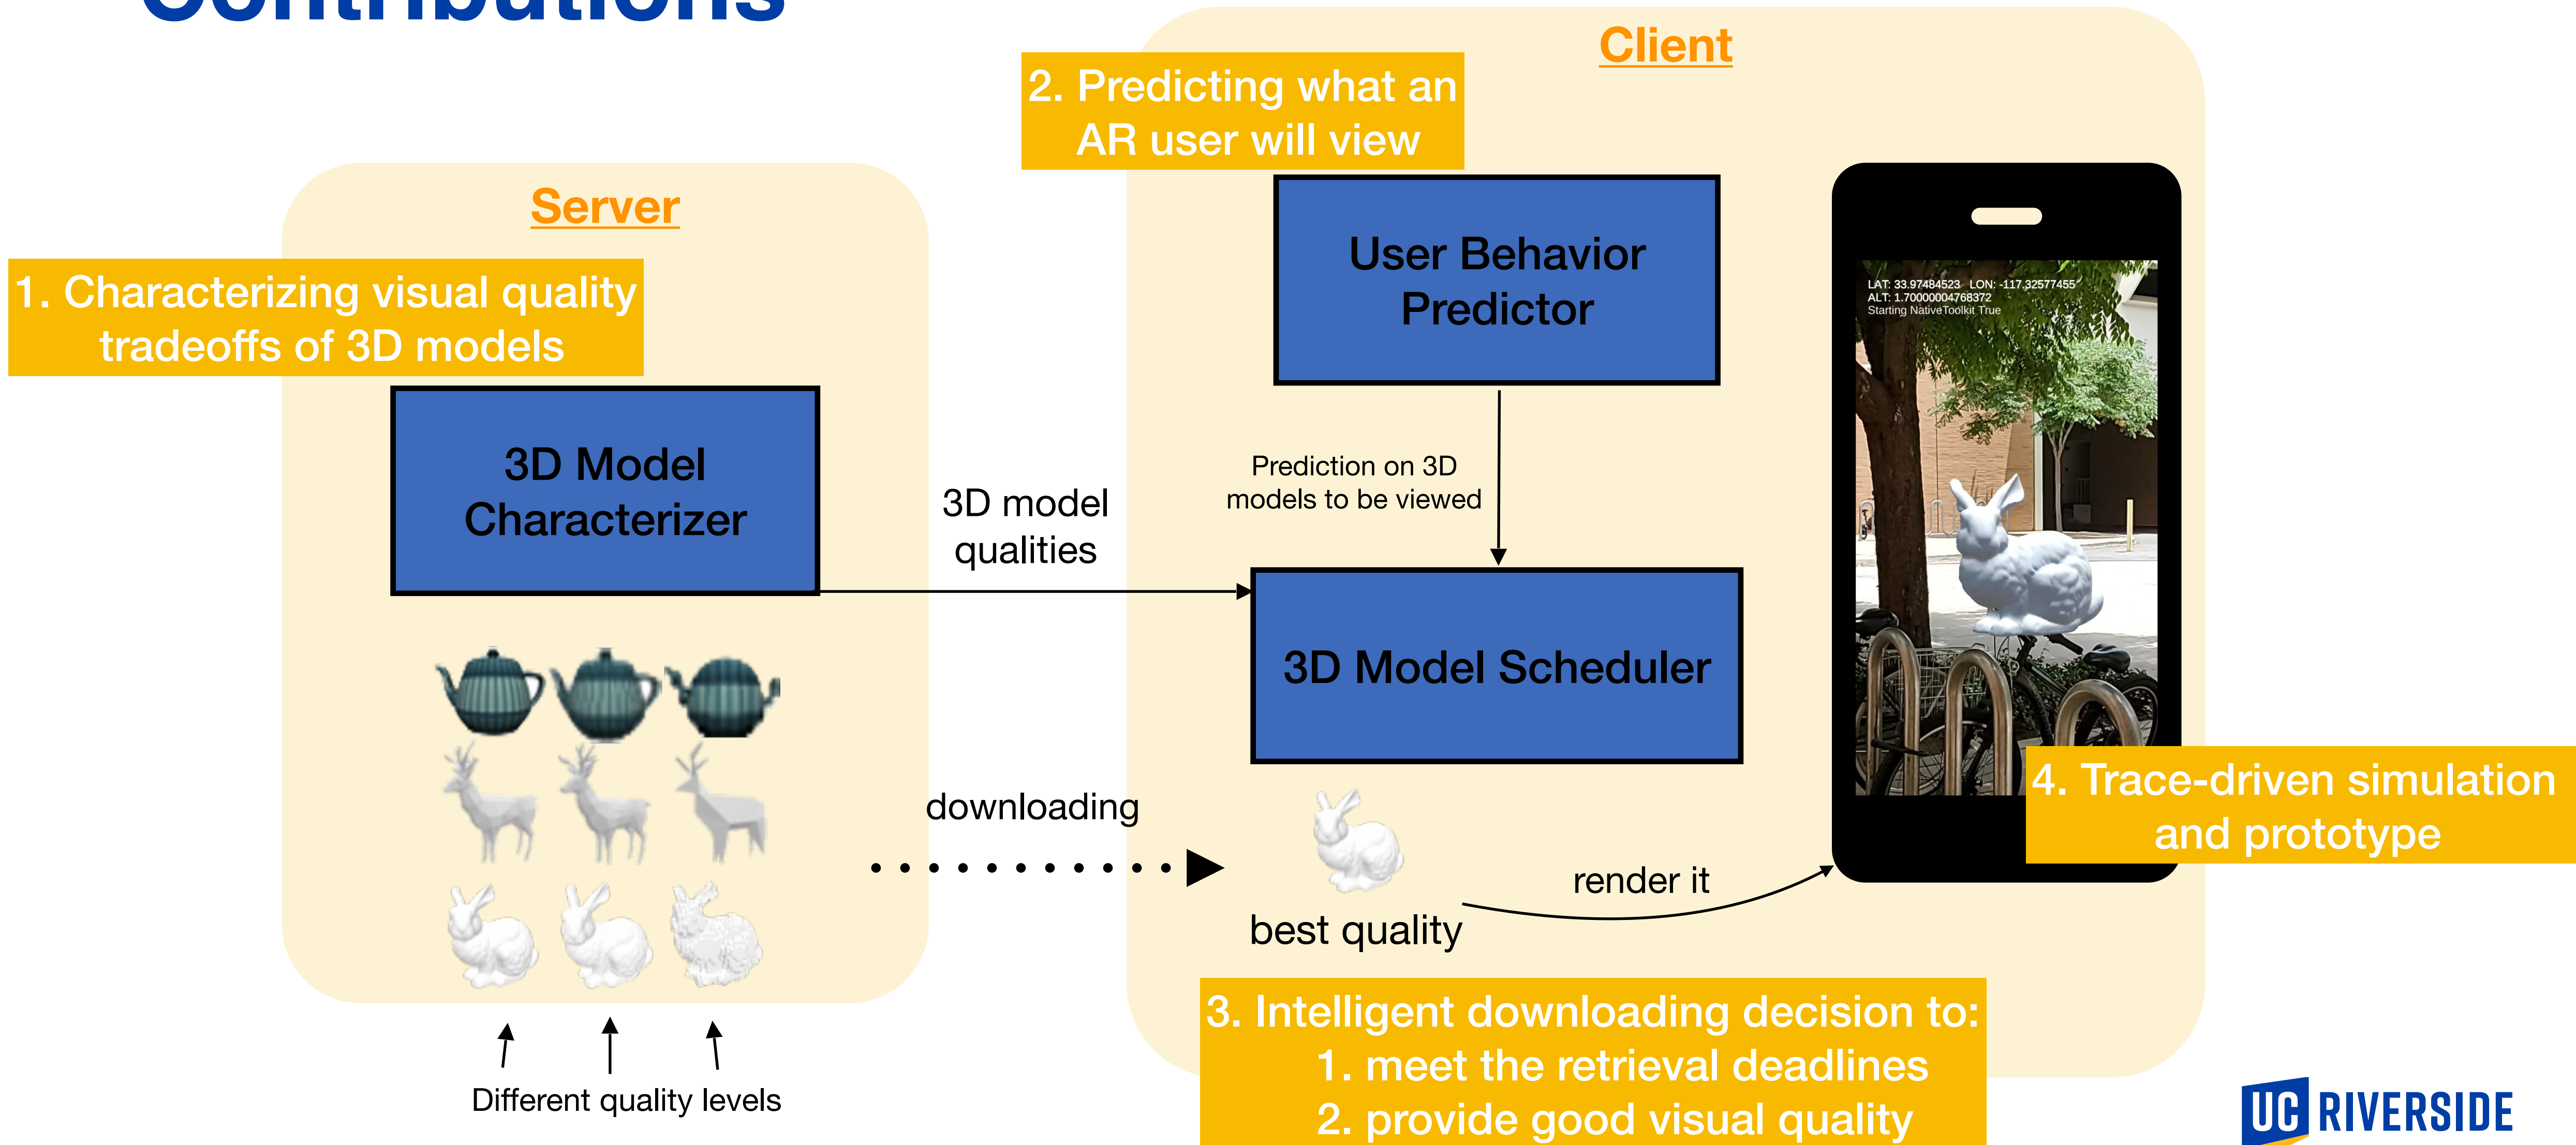 Contributions
Client
2. Predicting what an
AR user will view
Server
1. Characterizing visual quality
tradeoffs of 3D models
User Behavior
Predictor
LAT: 33.97484523 LON: -117.32577455
ALT: 1.70000004768372
Starting NativeToolkit True
3D Model
Characterizer
3D model
qualities
Prediction on 3D
models to be viewed
3D Model Scheduler
4. Trace-driven simulation
and prototype
downloading
render it
best quality
3. Intelligent downloading decision to:
1. meet the retrieval deadlines
2. provide good visual quality
Different quality levels
UC RIVERSIDE